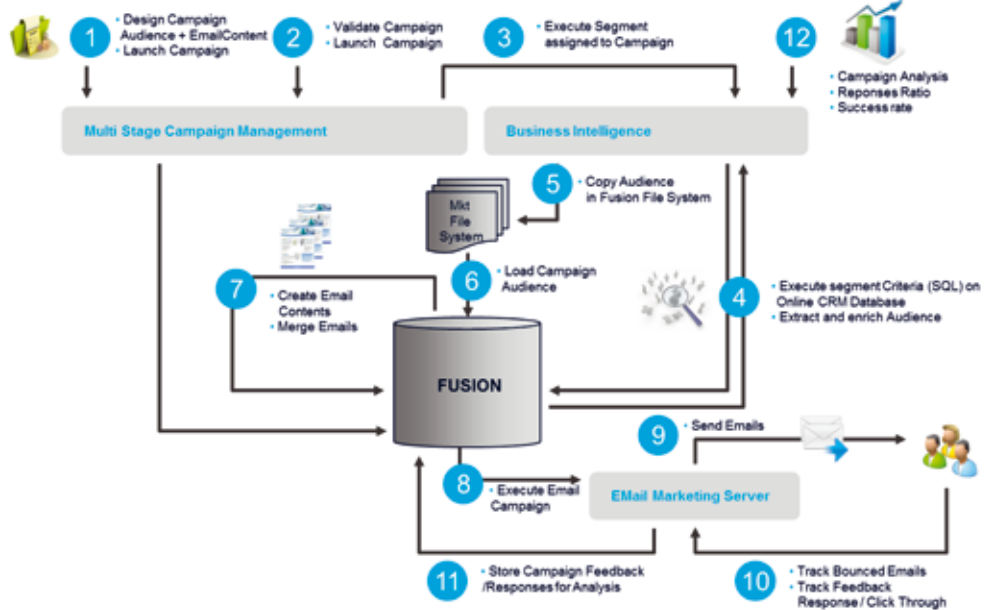 1
• Design Campaign
Audience + EmailContent
• Launch Campaign
2
• Validate Campaign
• Launch Campaign
3
• Execute Segment
assigned to Campaign
12
• Campaign Analysis
• Reponses Ratio
• Success rate
Multi Stage Campaign Management
Business Intelligence
5
• Copy Audience
in Fusion File System
Mkt
File
System
6
• Load Campaign
Audience
7
• Create Email
Contents
• Merge Emails
4
• Execute segment Criteria (SQL) on
Online CRM Database
• Extract and enrich Audience
FUSION
9
• Send Emails
8
• Execute Email
Campaign
EMail Marketing Server
11
• Store Campaign Feedback
/Responses for Analysis
10
• Track Bounced Emails
• Track Feedback
Response / Click Through